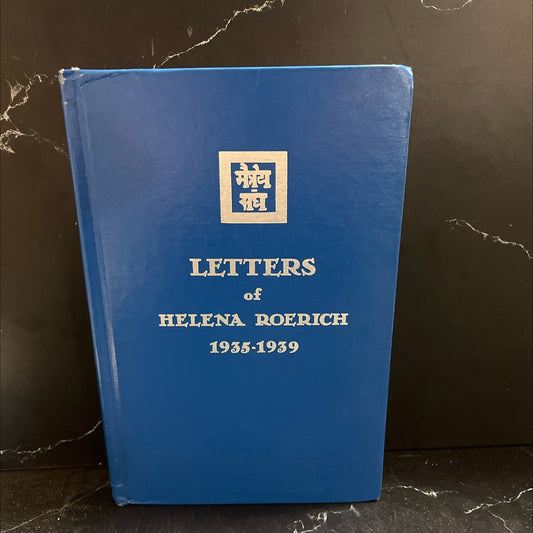 मैत्रेय
-
संघ
LETTERS
of
HELENA ROERICH
1935-1939